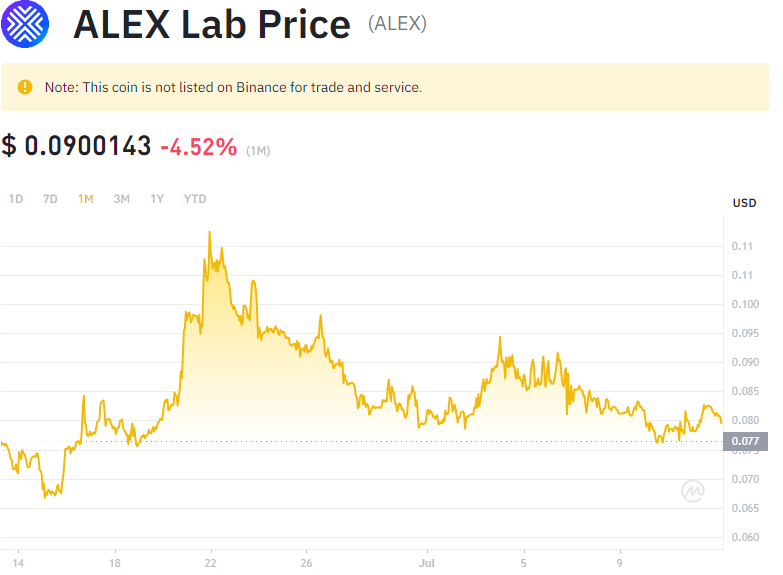 ALEX Lab Price (ALEX)
Note: This coin is not listed on Binance for trade and service.
$ 0.0900143 -4.52% (1M)
1D 7D 1M 3M 1Y YTD
USD
0.11
0.11
0.100
0.095
0.090
0.085
0.080
0.077
0.075
0.070
0.065
0.060
14 18 22 26 Jul 5 9